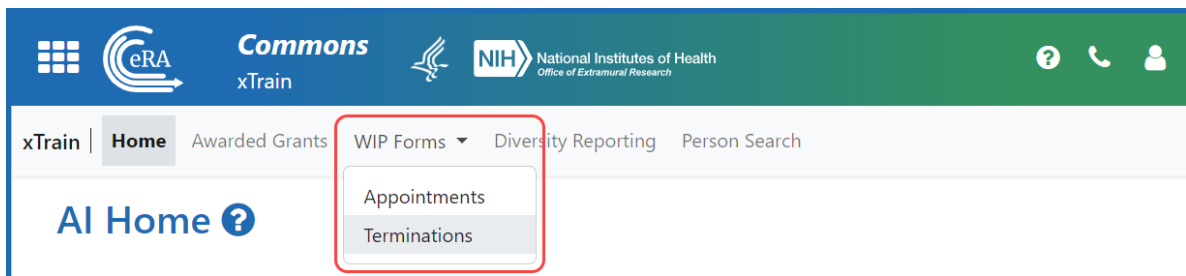 eRA
Commons
xTrain
NIH National Institutes of Health
Office of Extramural Research
xTrain | Home Awarded Grants WIP Forms Diversity Reporting Person Search
Appointments
Terminations
AI Home ?